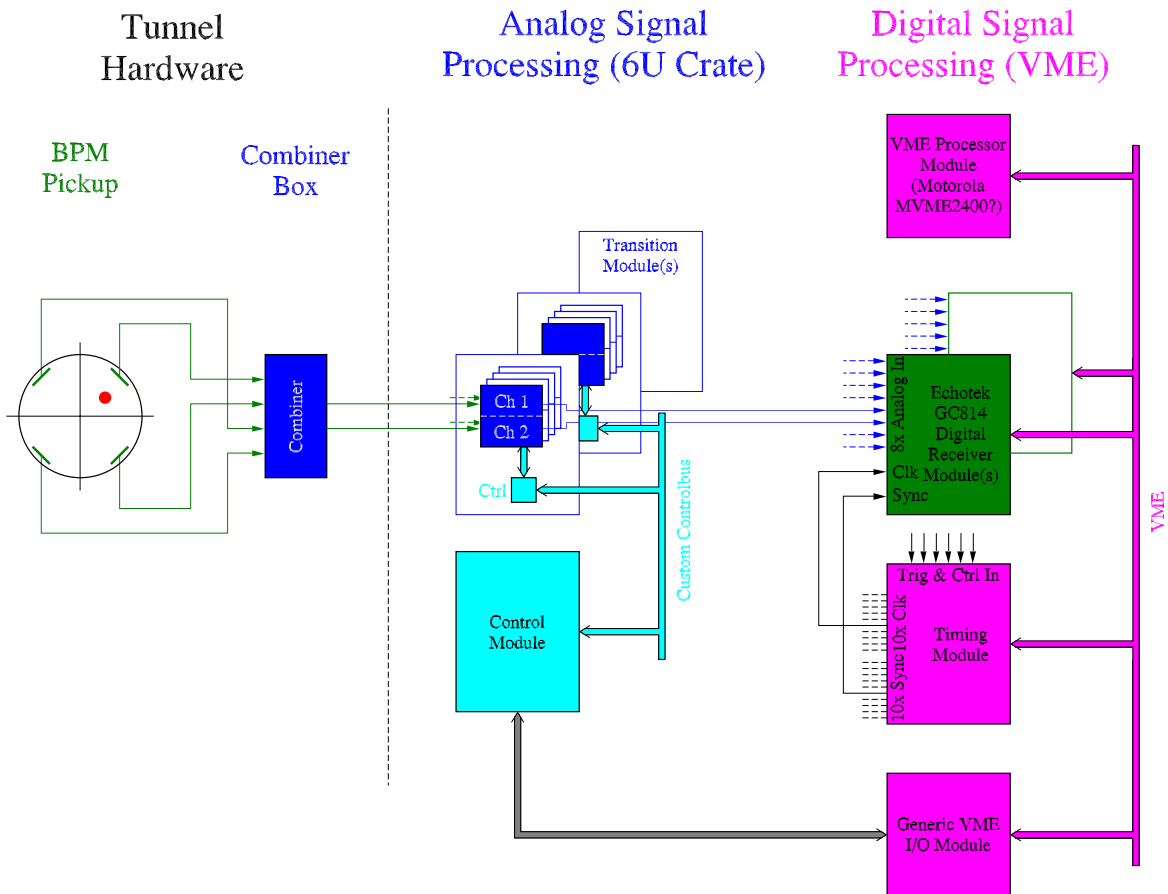 Tunnel
Hardware
Analog Signal
Processing (6U Crate)
Digital Signal
Processing (VME)
BPM
Pickup
Combiner
Box
VME Processor
Module
(Motorola
MVME2400?)
Transition
Module(s)
Combiner
Ch 1
Ch 2
Ctrl
8x Analog In
Echotek
GC814
Digital
Receiver
Module(s)
Clk
Sync
Custom Controlbus
VME
Control
Module
Trig & Ctrl In
10x Clk
10x Sync
Timing
Module
Generic VME
I/O Module